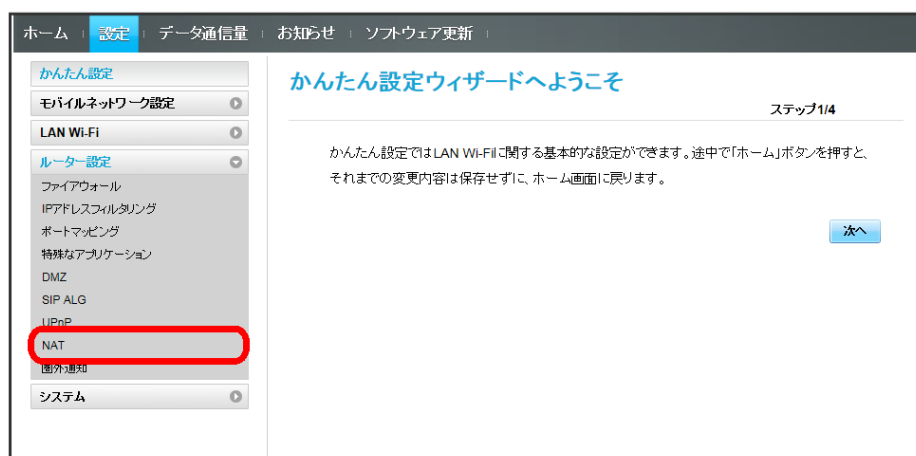 ホーム 設定 データ通信量 お知らせ ソフトウェア更新
かんたん設定
モバイルネットワーク設定
LAN Wi-Fi
ルーター設定
ファイアウォール
IPアドレスフィルタリング
ポートマッピング
特殊なアプリケーション
DMZ
SIP ALG
UPnP
NAT
圏外通知
システム
かんたん設定ウィザードへようこそ
ステップ1/4
かんたん設定ではLAN Wi-Fiに関する基本的な設定ができます。途中で「ホーム」ボタンを押すと、
それまでの変更内容は保存せずに、ホーム画面に戻ります。
次へ